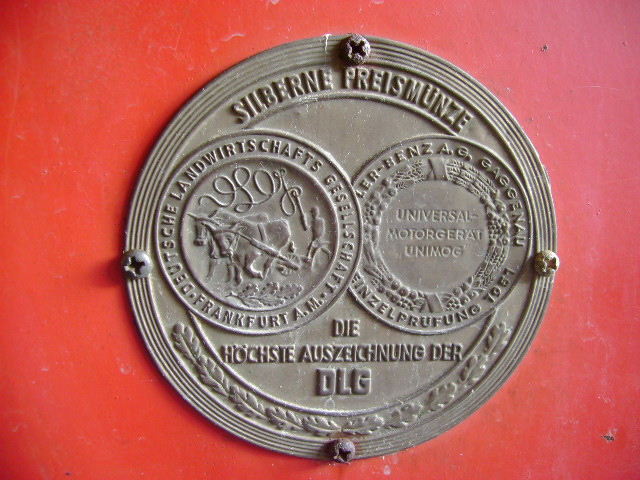 SILBERNE PREISMÜNZE
DEUTSCHE LANDWIRTSCHAFTS GESELLSCHAFT
• FRANKFURT A.M. •
BENZ A.G. GAGGENAU
UNIVERSAL-
MOTORGERÄT
"UNIMOG"
EINZELPRÜFUNG 1951
DIE
HÖCHSTE AUSZEICHNUNG DER
DLG